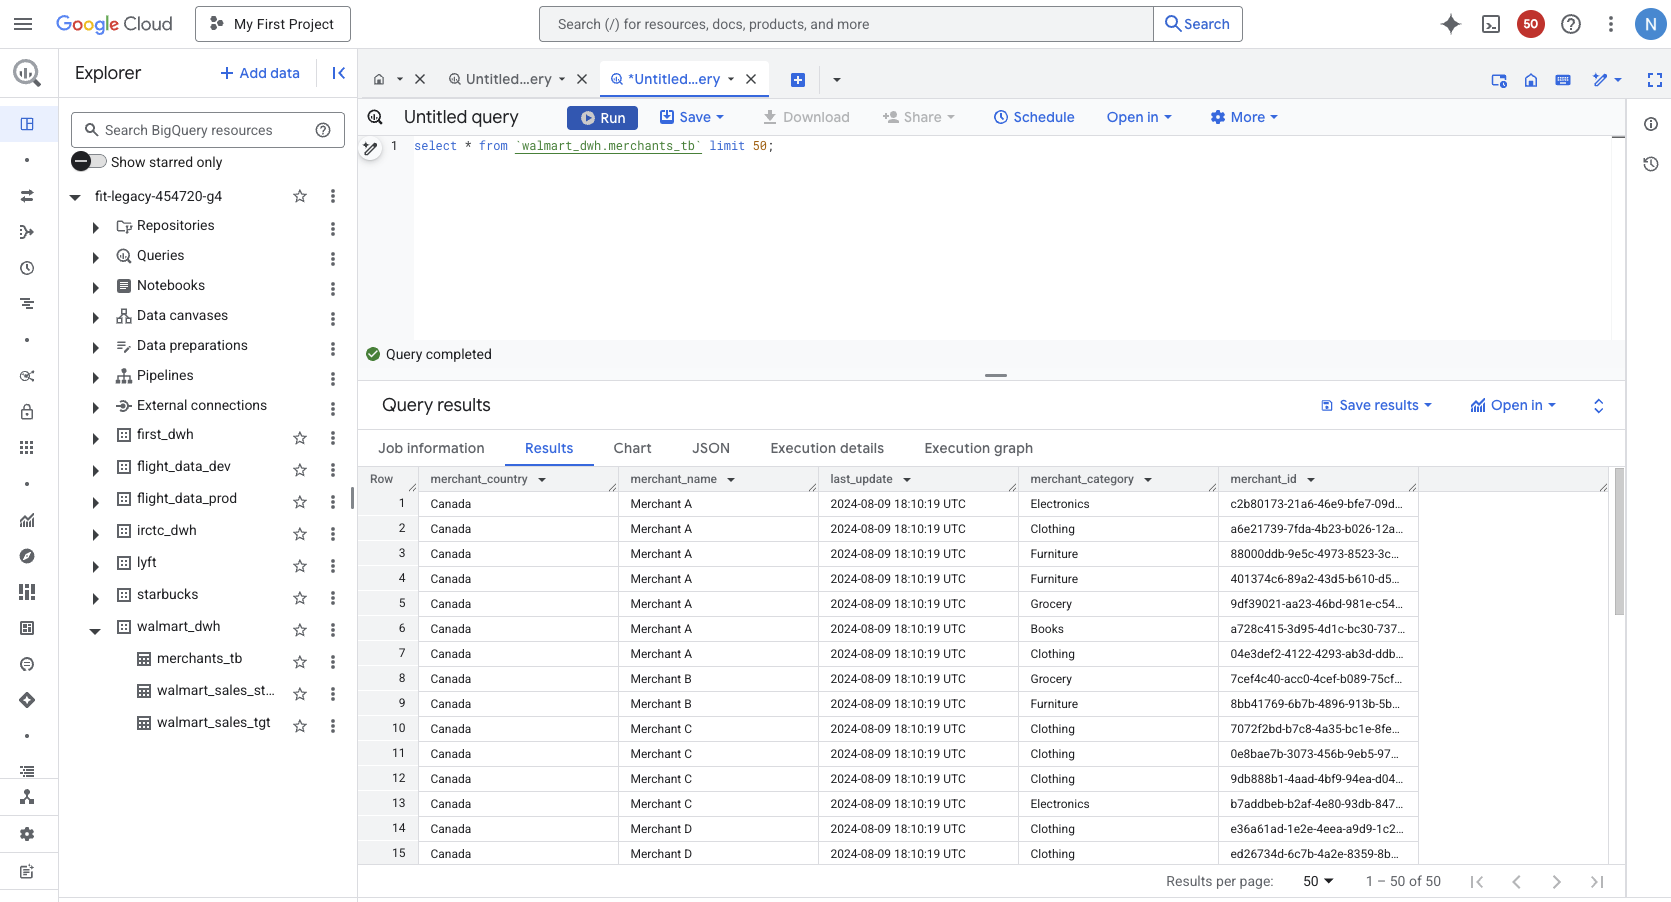 Google Cloud
My First Project
Search (/) for resources, docs, products, and more
Search
50
N
Explorer
Add data
Untitled...ery
*Untitled...ery
Search BigQuery resources
Show starred only
Untitled query
Run
Save
Download
Share
Schedule
Open in
More
1 select * from `walmart_dwh.merchants_tb` limit 50;
fit-legacy-454720-g4
Repositories
Queries
Notebooks
Data canvases
Data preparations
Pipelines
External connections
first_dwh
flight_data_dev
flight_data_prod
irctc_dwh
lyft
starbucks
walmart_dwh
merchants_tb
walmart_sales_st...
walmart_sales_tgt
Query completed
Query results
Save results
Open in
Job information Results Chart JSON Execution details Execution graph
Row merchant_country merchant_name last_update merchant_category merchant_id
1 Canada Merchant A 2024-08-09 18:10:19 UTC Electronics c2b80173-21a6-46e9-bfe7-09d...
2 Canada Merchant A 2024-08-09 18:10:19 UTC Clothing a6e21739-7fda-4b23-b026-12a...
3 Canada Merchant A 2024-08-09 18:10:19 UTC Furniture 88000ddb-9e5c-4973-8523-3c...
4 Canada Merchant A 2024-08-09 18:10:19 UTC Furniture 401374c6-89a2-43d5-b610-d5...
5 Canada Merchant A 2024-08-09 18:10:19 UTC Grocery 9df39021-aa23-46bd-981e-c54...
6 Canada Merchant A 2024-08-09 18:10:19 UTC Books a728c415-3d95-4d1c-bc30-737...
7 Canada Merchant A 2024-08-09 18:10:19 UTC Clothing 04e3def2-4122-4293-ab3d-ddb...
8 Canada Merchant B 2024-08-09 18:10:19 UTC Grocery 7cef4c40-acc0-4cef-b089-75cf...
9 Canada Merchant B 2024-08-09 18:10:19 UTC Furniture 8bb41769-6b7b-4896-913b-5b...
10 Canada Merchant C 2024-08-09 18:10:19 UTC Clothing 7072f2bd-b7c8-4a35-bc1e-8fe...
11 Canada Merchant C 2024-08-09 18:10:19 UTC Clothing 0e8bae7b-3073-456b-9eb5-97...
12 Canada Merchant C 2024-08-09 18:10:19 UTC Clothing 9db888b1-4aad-4bf9-94ea-d04...
13 Canada Merchant C 2024-08-09 18:10:19 UTC Electronics b7addbeb-b2af-4e80-93db-847...
14 Canada Merchant D 2024-08-09 18:10:19 UTC Clothing e36a61ad-1e2e-4eea-a9d9-1c2...
15 Canada Merchant D 2024-08-09 18:10:19 UTC Clothing ed26734d-6c7b-4a2e-8359-8b...
Results per page: 50 1 – 50 of 50